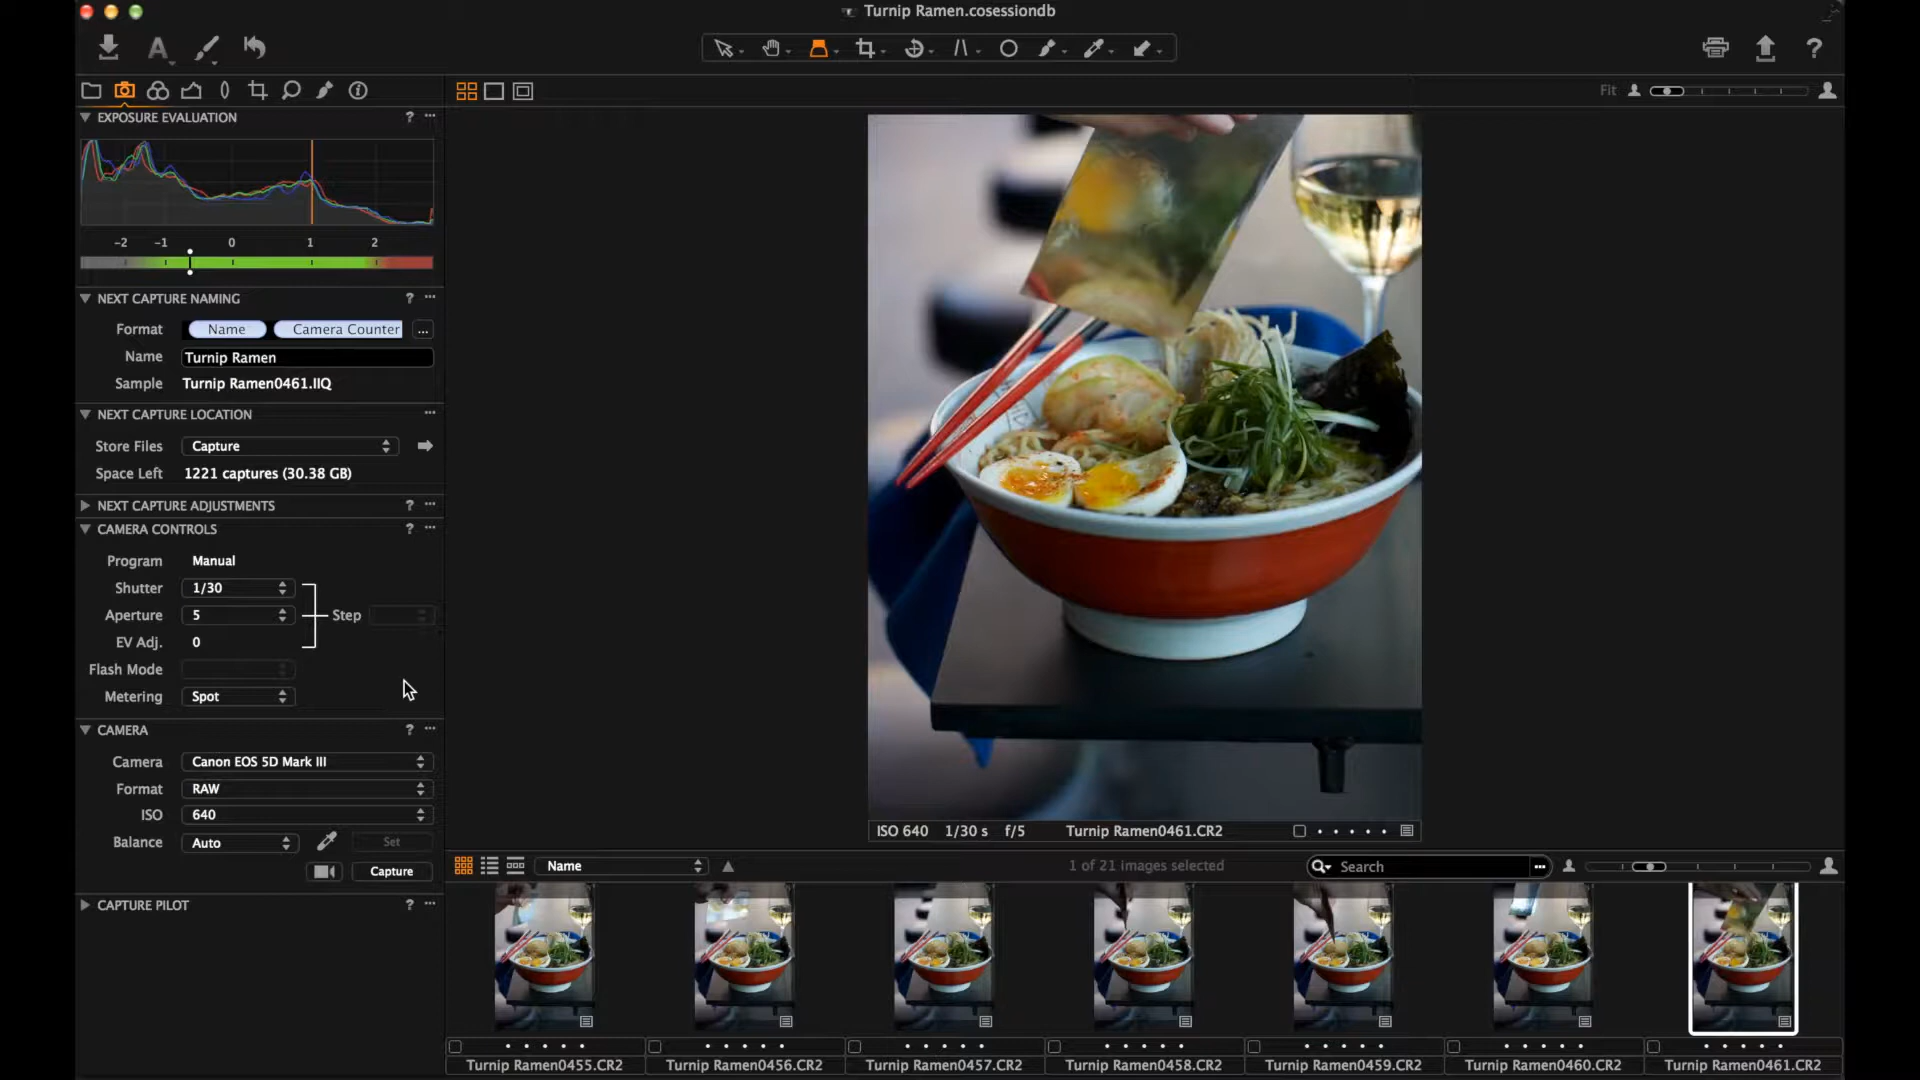 Turnip Ramen.cosessiondb
A
?
Fit
EXPOSURE EVALUATION ? ...
-2 -1 0 1 2
NEXT CAPTURE NAMING ? ...
Format Name Camera Counter ...
Name Turnip Ramen
Sample Turnip Ramen0461.IIQ
NEXT CAPTURE LOCATION ...
Store Files Capture
Space Left 1221 captures (30.38 GB)
NEXT CAPTURE ADJUSTMENTS ? ...
CAMERA CONTROLS ? ...
Program Manual
Shutter 1/30
Aperture 5 Step
EV Adj. 0
Flash Mode
Metering Spot
CAMERA ? ...
Camera Canon EOS 5D Mark III
Format RAW
ISO 640
Balance Auto Set
Capture
CAPTURE PILOT ? ...
ISO 640 1/30 s f/5 Turnip Ramen0461.CR2
Name 1 of 21 images selected Search ...
Turnip Ramen0455.CR2 Turnip Ramen0456.CR2 Turnip Ramen0457.CR2 Turnip Ramen0458.CR2 Turnip Ramen0459.CR2 Turnip Ramen0460.CR2 Turnip Ramen0461.CR2